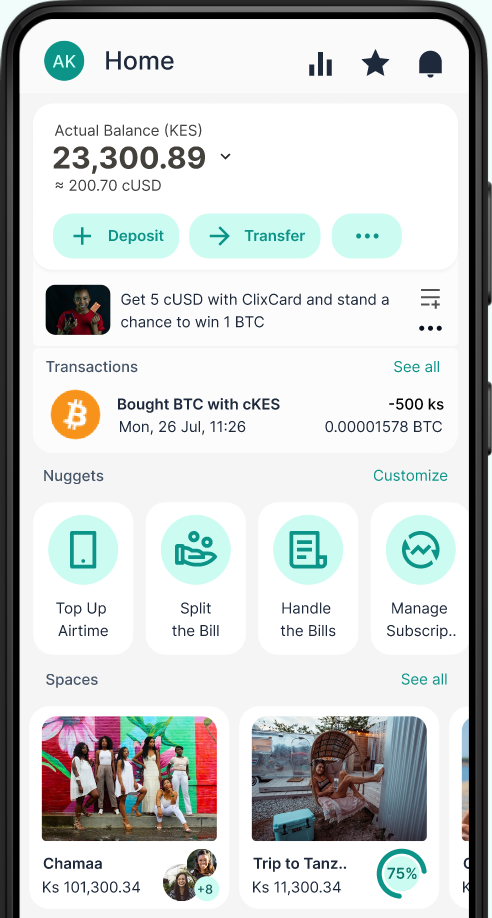 AK
Home
Actual Balance (KES)
23,300.89
≈ 200.70 cUSD
Deposit
Transfer
Get 5 cUSD with ClixCard and stand a
chance to win 1 BTC
Transactions
See all
Bought BTC with cKES
-500 ks
Mon, 26 Jul, 11:26
0.00001578 BTC
Nuggets
Customize
Top Up
Airtime
Split
the Bill
Handle
the Bills
Manage
Subscrip..
Spaces
See all
Chamaa
Ks 101,300.34
+8
Trip to Tanz..
Ks 11,300.34
75%